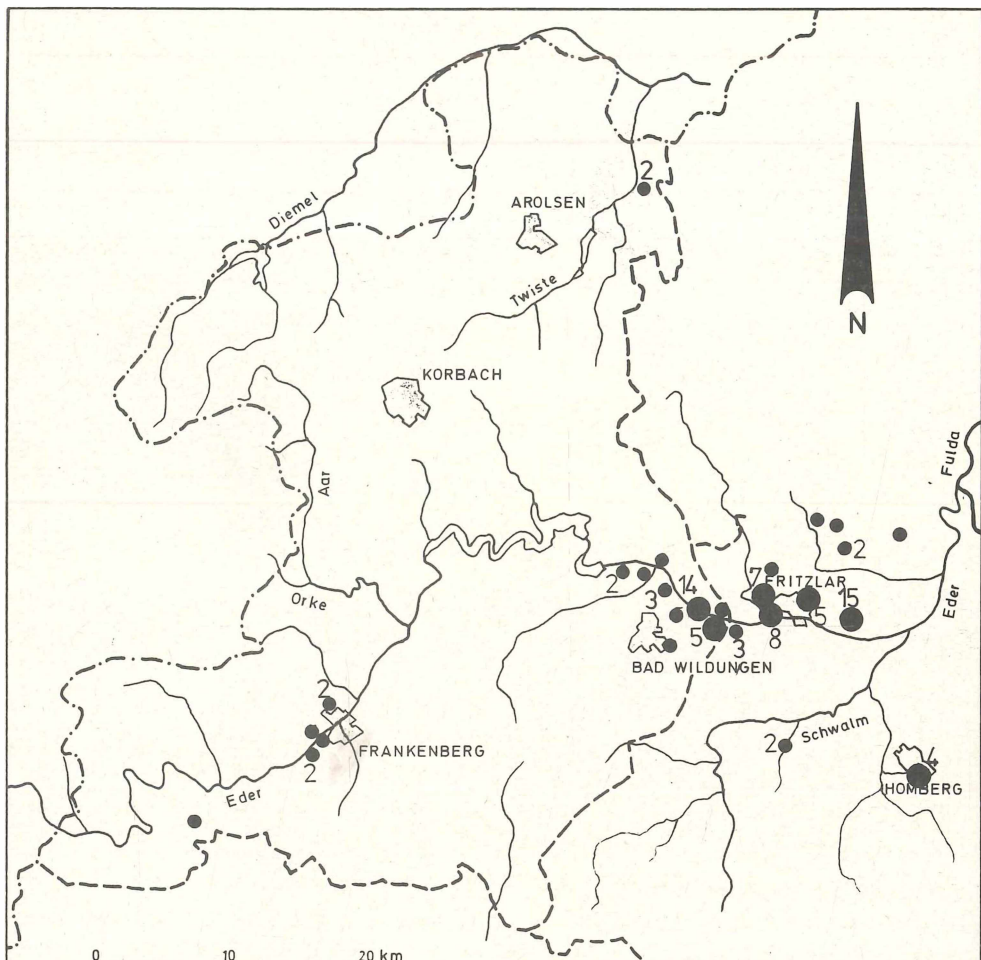 2
AROLSEN
Diemel
Twiste
N
KORBACH
Fulda
Aar
2
2
7
FRITZLAR
14
3
15
5
Eder
Orke
5
8
3
BAD WILDUNGEN
2
Schwalm
2
FRANKENBERG
4
2
HOMBERG
Eder
0 10 20 km